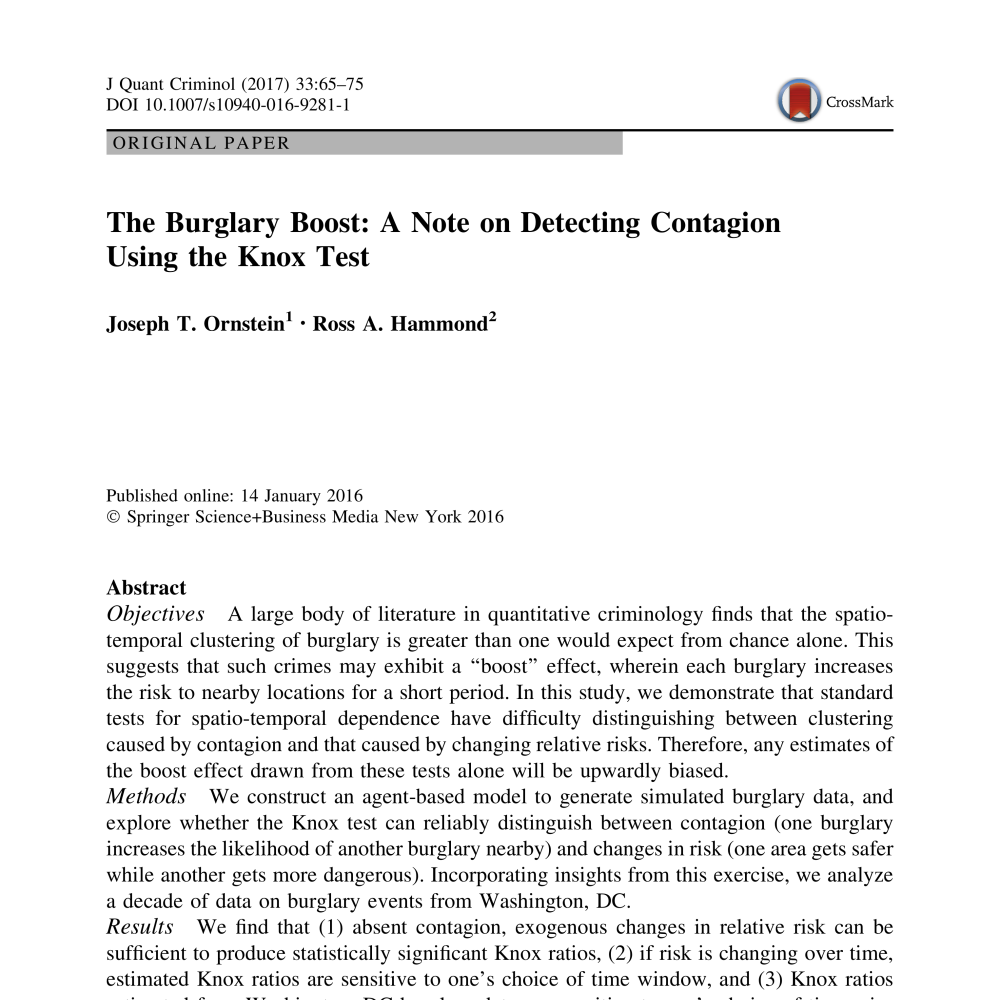 J Quant Criminol (2017) 33:65–75
DOI 10.1007/s10940-016-9281-1
CrossMark
ORIGINAL PAPER
The Burglary Boost: A Note on Detecting Contagion
Using the Knox Test
Joseph T. Ornstein1 · Ross A. Hammond2
Published online: 14 January 2016
© Springer Science+Business Media New York 2016
Abstract
Objectives A large body of literature in quantitative criminology finds that the spatio-
temporal clustering of burglary is greater than one would expect from chance alone. This
suggests that such crimes may exhibit a “boost” effect, wherein each burglary increases
the risk to nearby locations for a short period. In this study, we demonstrate that standard
tests for spatio-temporal dependence have difficulty distinguishing between clustering
caused by contagion and that caused by changing relative risks. Therefore, any estimates of
the boost effect drawn from these tests alone will be upwardly biased.
Methods We construct an agent-based model to generate simulated burglary data, and
explore whether the Knox test can reliably distinguish between contagion (one burglary
increases the likelihood of another burglary nearby) and changes in risk (one area gets safer
while another gets more dangerous). Incorporating insights from this exercise, we analyze
a decade of data on burglary events from Washington, DC.
Results We find that (1) absent contagion, exogenous changes in relative risk can be
sufficient to produce statistically significant Knox ratios, (2) if risk is changing over time,
estimated Knox ratios are sensitive to one’s choice of time window, and (3) Knox ratios